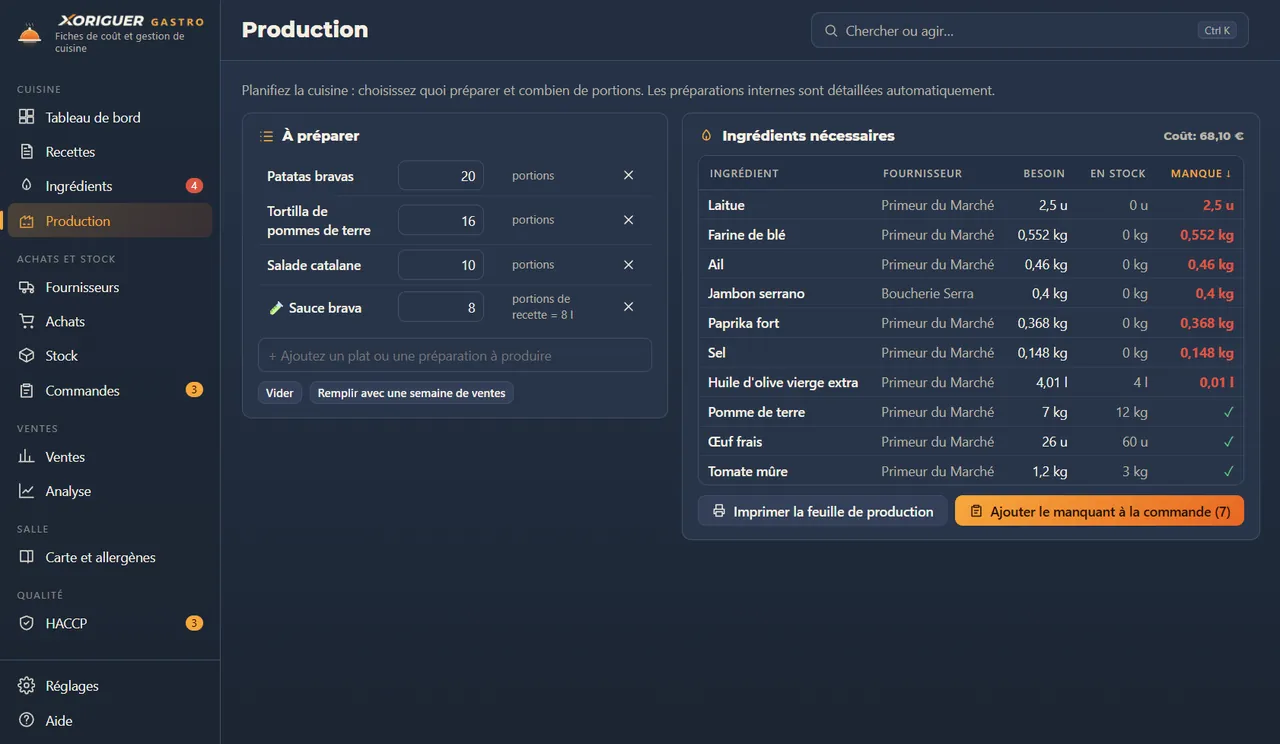 XORIGUER GASTRO
Fiches de coût et gestion de
cuisine
CUISINE
Tableau de bord
Recettes
Ingrédients 4
Production
ACHATS ET STOCK
Fournisseurs
Achats
Stock
Commandes 3
VENTES
Ventes
Analyse
SALLE
Carte et allergènes
QUALITÉ
HACCP 3
Réglages
Aide
Production
Chercher ou agir... Ctrl K
Planifiez la cuisine : choisissez quoi préparer et combien de portions. Les préparations internes sont détaillées automatiquement.
À préparer
Patatas bravas 20 portions
Tortilla de
pommes de terre 16 portions
Salade catalane 10 portions
Sauce brava 8 portions de
recette = 8 l
+ Ajoutez un plat ou une préparation à produire
Vider Remplir avec une semaine de ventes
Ingrédients nécessaires Coût: 68,10 €
INGRÉDIENT FOURNISSEUR BESOIN EN STOCK MANQUE ↓
Laitue Primeur du Marché 2,5 u 0 u 2,5 u
Farine de blé Primeur du Marché 0,552 kg 0 kg 0,552 kg
Ail Primeur du Marché 0,46 kg 0 kg 0,46 kg
Jambon serrano Boucherie Serra 0,4 kg 0 kg 0,4 kg
Paprika fort Primeur du Marché 0,368 kg 0 kg 0,368 kg
Sel Primeur du Marché 0,148 kg 0 kg 0,148 kg
Huile d'olive vierge extra Primeur du Marché 4,01 l 4 l 0,01 l
Pomme de terre Primeur du Marché 7 kg 12 kg ✓
Œuf frais Primeur du Marché 26 u 60 u ✓
Tomate mûre Primeur du Marché 1,2 kg 3 kg ✓
Imprimer la feuille de production Ajouter le manquant à la commande (7)